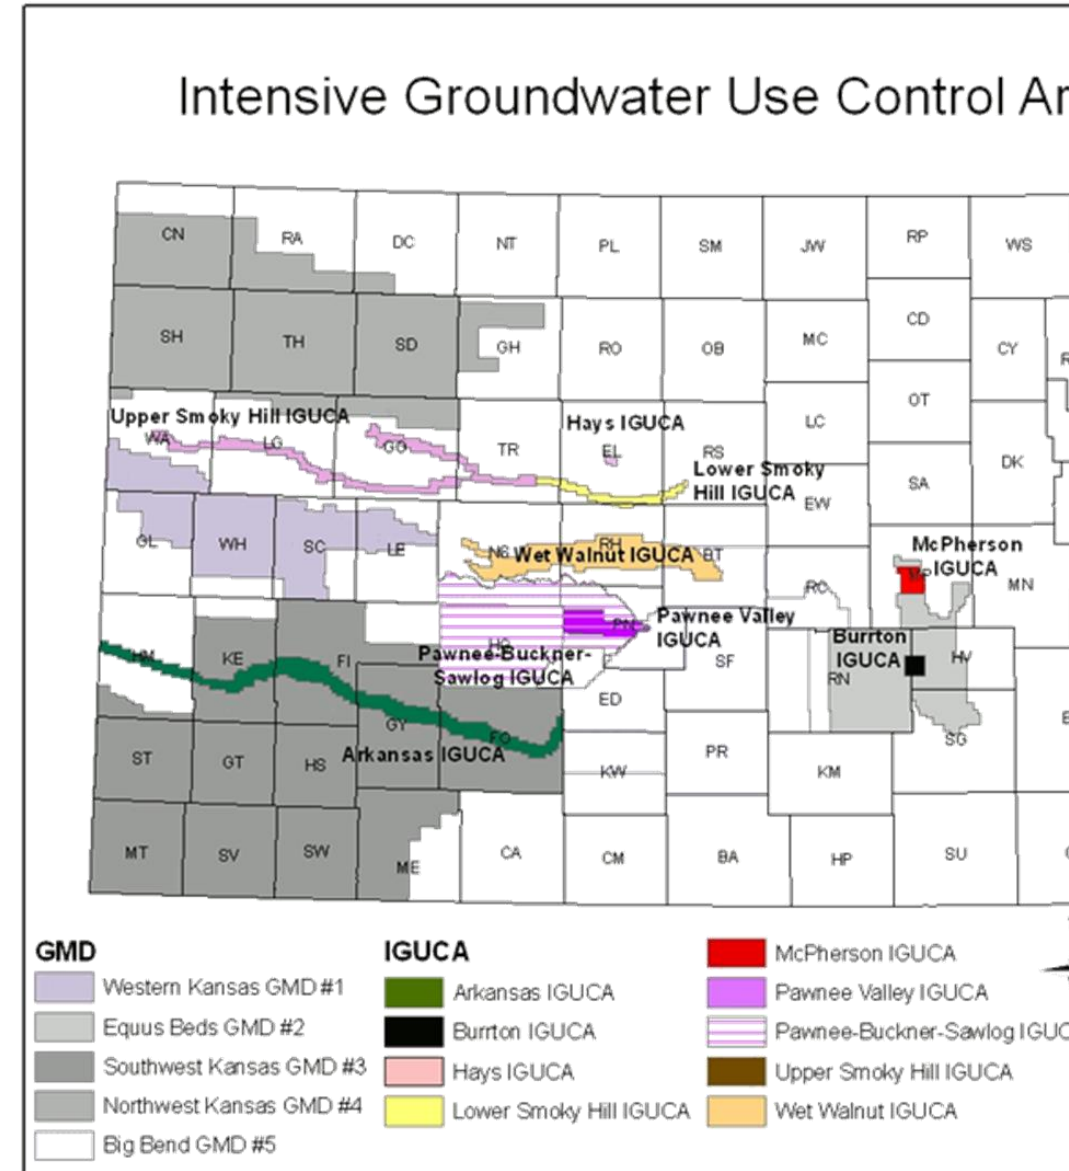 Intensive Groundwater Use Control Ar
CN
RA
DC
NT
PL
SM
JW
RP
WS
SH
TH
SD
GH
RO
OB
MC
CD
CY
OT
Upper Smoky Hill IGUCA
WA
LG
GO
TR
Hays IGUCA
EL
RS
LC
DK
Lower Smoky
Hill IGUCA
EW
SA
GL
WH
SC
LE
NS
Wet Walnut IGUCA
RH
BT
RC
McPherson
IGUCA
MP
MN
HM
KE
FI
HG
Pawnee-Buckner-
Sawlog IGUCA
PN
Pawnee Valley
IGUCA
SF
Burrton
IGUCA
RN
HV
ED
GY
FO
Arkansas IGUCA
SG
ST
GT
HS
KW
PR
KM
MT
SV
SW
ME
CA
CM
BA
HP
SU
GMD
Western Kansas GMD #1
Equus Beds GMD #2
Southwest Kansas GMD #3
Northwest Kansas GMD #4
Big Bend GMD #5
IGUCA
Arkansas IGUCA
Burrton IGUCA
Hays IGUCA
Lower Smoky Hill IGUCA
McPherson IGUCA
Pawnee Valley IGUCA
Pawnee-Buckner-Sawlog IGUC
Upper Smoky Hill IGUCA
Wet Walnut IGUCA